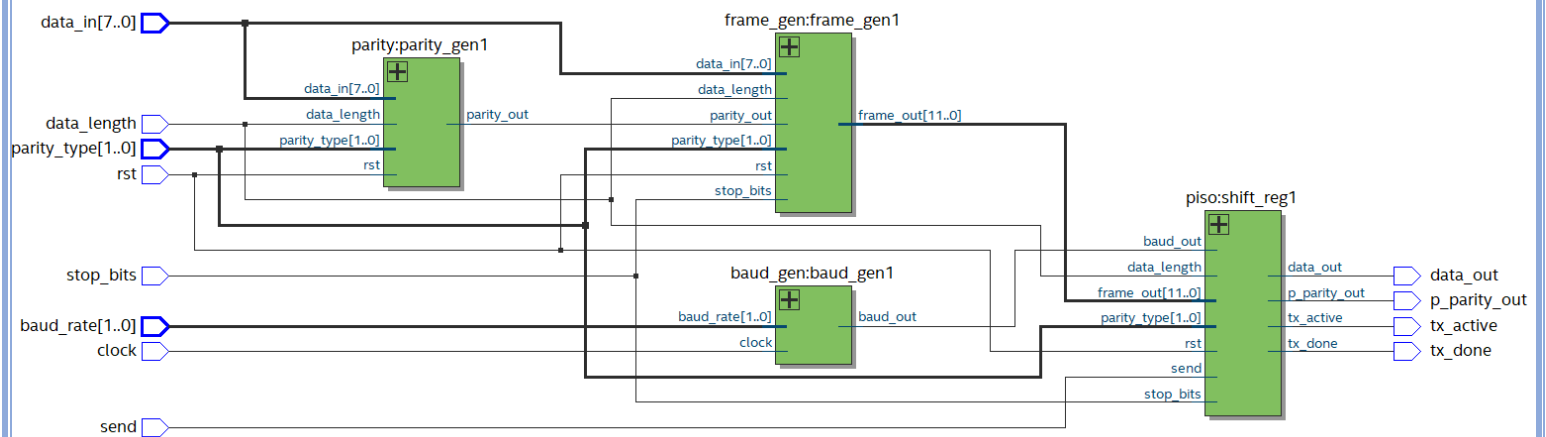 data_in[7..0]
data_length
parity_type[1..0]
rst
stop_bits
baud_rate[1..0]
clock
send
parity:parity_gen1
data_in[7..0]
data_length
parity_type[1..0]
rst
parity_out
frame_gen:frame_gen1
data_in[7..0]
data_length
parity_out
parity_type[1..0]
rst
stop_bits
frame_out[11..0]
baud_gen:baud_gen1
baud_rate[1..0]
clock
baud_out
piso:shift_reg1
baud_out
data_length
frame_out[11..0]
parity_type[1..0]
rst
send
stop_bits
data_out
p_parity_out
tx_active
tx_done
data_out
p_parity_out
tx_active
tx_done